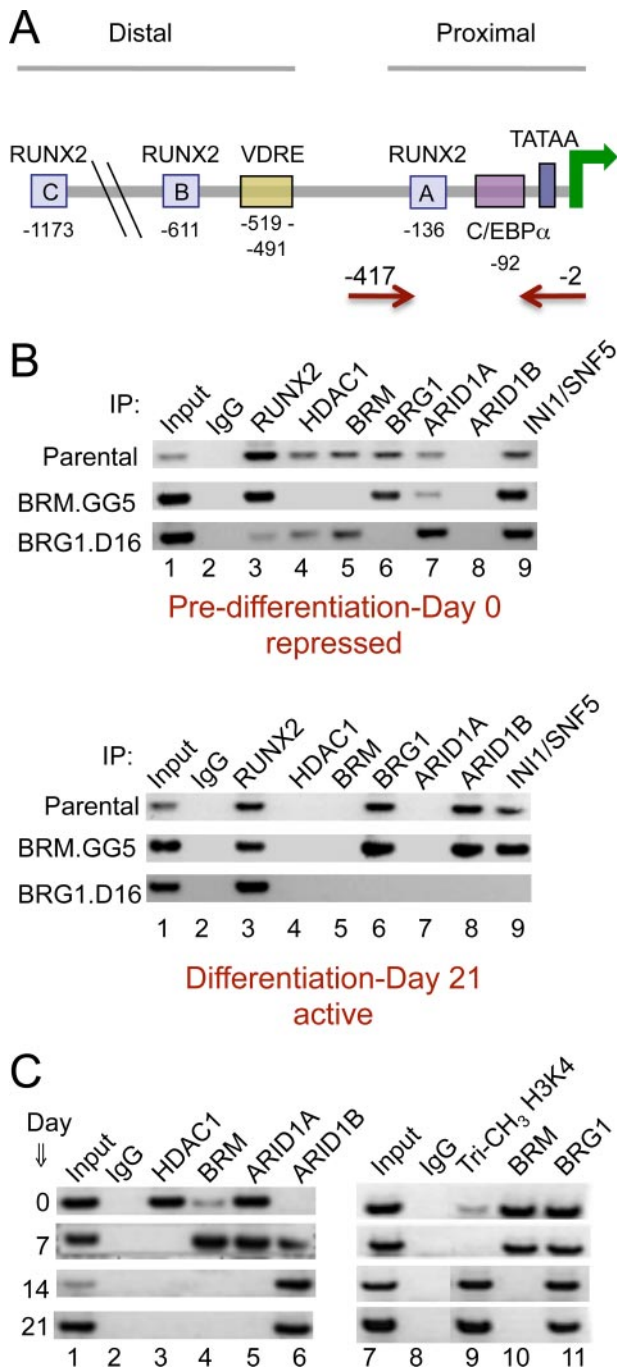 A
Distal
Proximal
TATAA
RUNX2
RUNX2
VDRE
RUNX2
C
B
A
-1173
-611
-519 -
-491
-136
C/EBPα
-92
-417
-2
B
IP:
Input
IgG
RUNX2
HDAC1
BRM
BRG1
ARID1A
ARID1B
INI1/SNF5
Parental
BRM.GG5
BRG1.D16
1 2 3 4 5 6 7 8 9
Pre-differentiation-Day 0
repressed
IP:
Input
IgG
RUNX2
HDAC1
BRM
BRG1
ARID1A
ARID1B
INI1/SNF5
Parental
BRM.GG5
BRG1.D16
1 2 3 4 5 6 7 8 9
Differentiation-Day 21
active
C
Day
⇓
Input
IgG
HDAC1
BRM
ARID1A
ARID1B
Input
IgG
Tri-CH₃ H3K4
BRM
BRG1
0
7
14
21
1 2 3 4 5 6
7 8 9 10 11